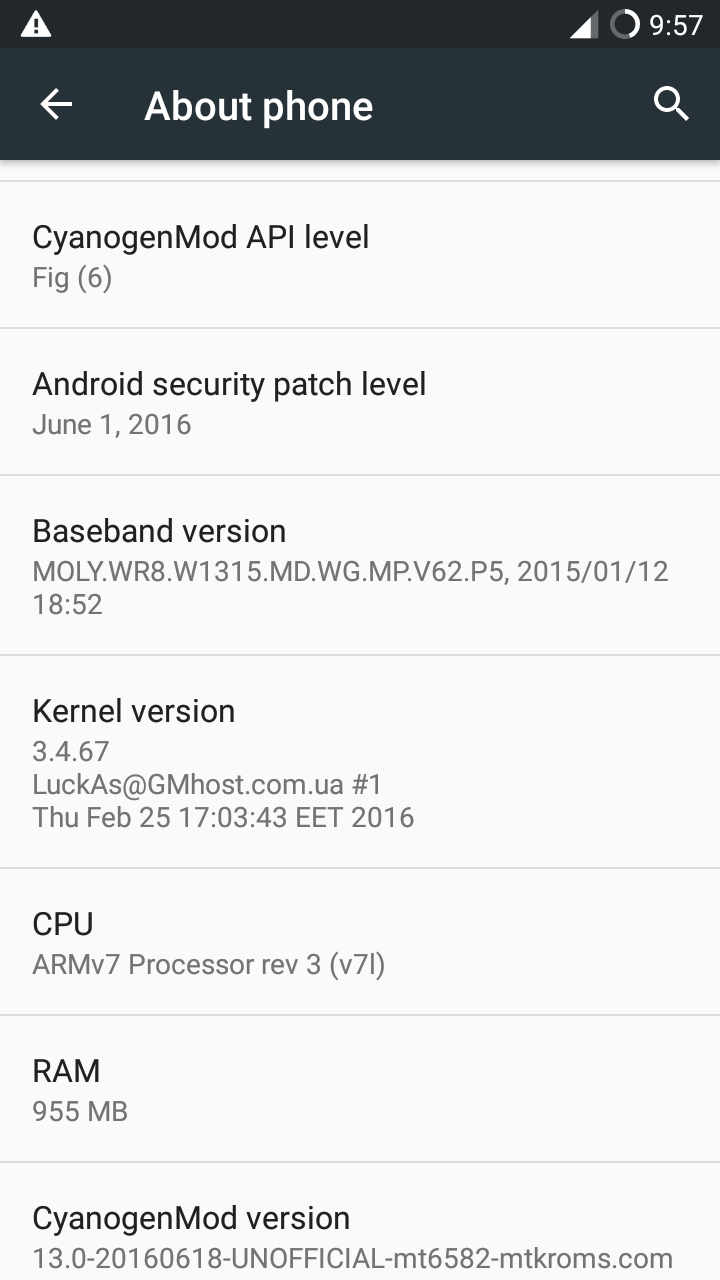 9:57
About phone
CyanogenMod API level
Fig (6)
Android security patch level
June 1, 2016
Baseband version
MOLY.WR8.W1315.MD.WG.MP.V62.P5, 2015/01/12
18:52
Kernel version
3.4.67
LuckAs@GMhost.com.ua #1
Thu Feb 25 17:03:43 EET 2016
CPU
ARMv7 Processor rev 3 (v7l)
RAM
955 MB
CyanogenMod version
13.0-20160618-UNOFFICIAL-mt6582-mtkroms.com